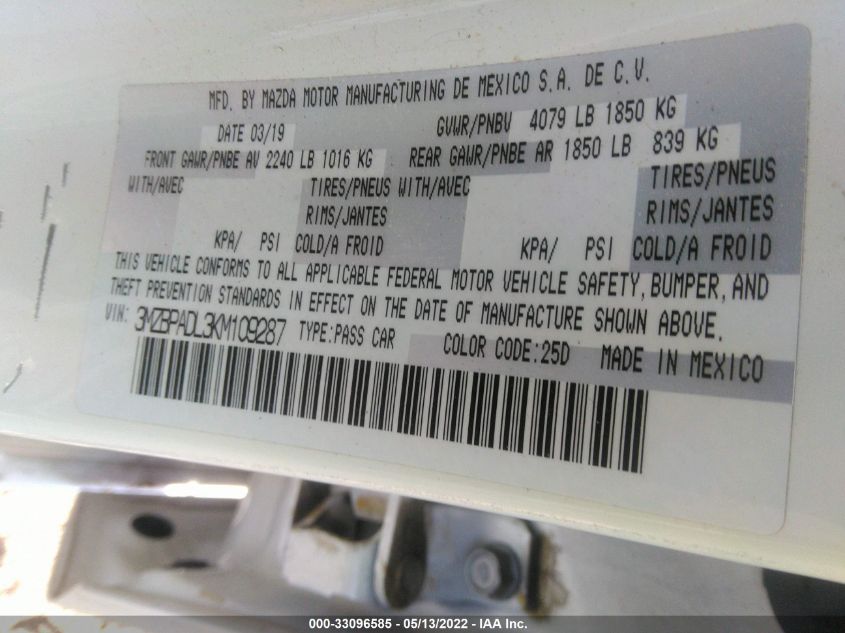 MFD. BY MAZDA MOTOR MANUFACTURING DE MEXICO S.A. DE C.V.
DATE 03/19 GVWR/PNBV 4079 LB 1850 KG
FRONT GAWR/PNBE AV 2240 LB 1016 KG REAR GAWR/PNBE AR 1850 LB 839 KG
WITH/AVEC TIRES/PNEUS WITH/AVEC TIRES/PNEUS
RIMS/JANTES RIMS/JANTES
KPA/ PSI COLD/A FROID KPA/ PSI COLD/A FROID
THIS VEHICLE CONFORMS TO ALL APPLICABLE FEDERAL MOTOR VEHICLE SAFETY, BUMPER, AND
THEFT PREVENTION STANDARDS IN EFFECT ON THE DATE OF MANUFACTURE SHOWN ABOVE.
VIN: 3MZBPADL3KM109287 TYPE:PASS CAR COLOR CODE:25D MADE IN MEXICO
000-33096585 - 05/13/2022 - IAA Inc.